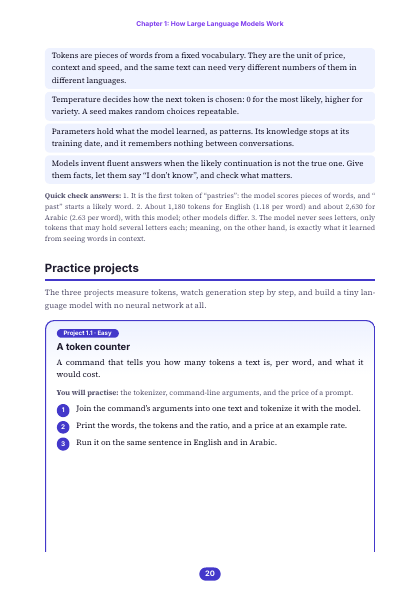 Chapter 1: How Large Language Models Work
Tokens are pieces of words from a fixed vocabulary. They are the unit of price,
context and speed, and the same text can need very different numbers of them in
different languages.
Temperature decides how the next token is chosen: 0 for the most likely, higher for
variety. A seed makes random choices repeatable.
Parameters hold what the model learned, as patterns. Its knowledge stops at its
training date, and it remembers nothing between conversations.
Models invent fluent answers when the likely continuation is not the true one. Give
them facts, let them say “I don’t know”, and check what matters.
Quick check answers: 1. It is the first token of “pastries”: the model scores pieces of words, and “
past” starts a likely word. 2. About 1,180 tokens for English (1.18 per word) and about 2,630 for
Arabic (2.63 per word), with this model; other models differ. 3. The model never sees letters, only
tokens that may hold several letters each; meaning, on the other hand, is exactly what it learned
from seeing words in context.
Practice projects
The three projects measure tokens, watch generation step by step, and build a tiny lan-
guage model with no neural network at all.
Project 1.1 · Easy
A token counter
A command that tells you how many tokens a text is, per word, and what it
would cost.
You will practise: the tokenizer, command-line arguments, and the price of a prompt.
1 Join the command’s arguments into one text and tokenize it with the model.
2 Print the words, the tokens and the ratio, and a price at an example rate.
3 Run it on the same sentence in English and in Arabic.
20